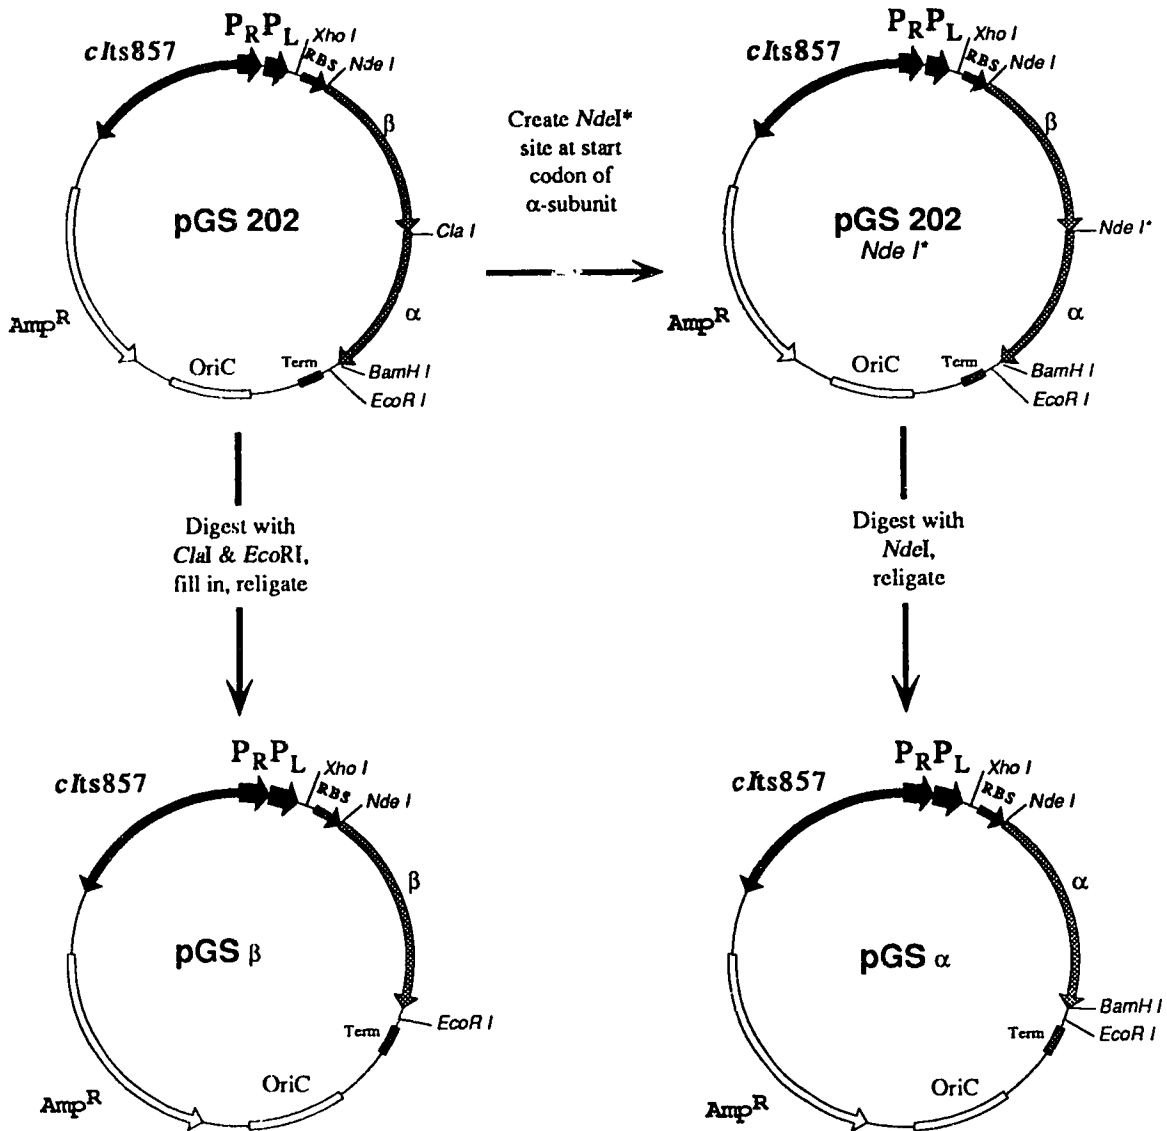 cIts857
PRPL
Xho I
RBS
Nde I
β
pGS 202
Cla I
α
AmpR
OriC
Term
BamH I
EcoR I
Create NdeI*
site at start
codon of
α-subunit
cIts857
PRPL
Xho I
RBS
Nde I
β
pGS 202
Nde I*
Nde I*
α
AmpR
OriC
Term
BamH I
EcoR I
Digest with
ClaI & EcoRI,
fill in, religate
Digest with
NdeI,
religate
cIts857
PRPL
Xho I
RBS
Nde I
β
pGS β
EcoR I
Term
OriC
AmpR
cIts857
PRPL
Xho I
RBS
Nde I
α
pGS α
BamH I
EcoR I
Term
OriC
AmpR